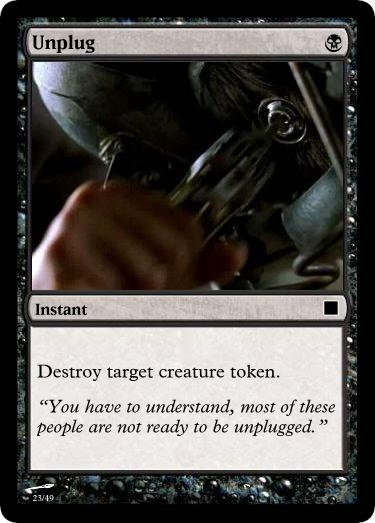 Unplug
Instant
Destroy target creature token.
“You have to understand, most of these
people are not ready to be unplugged.”
23/49